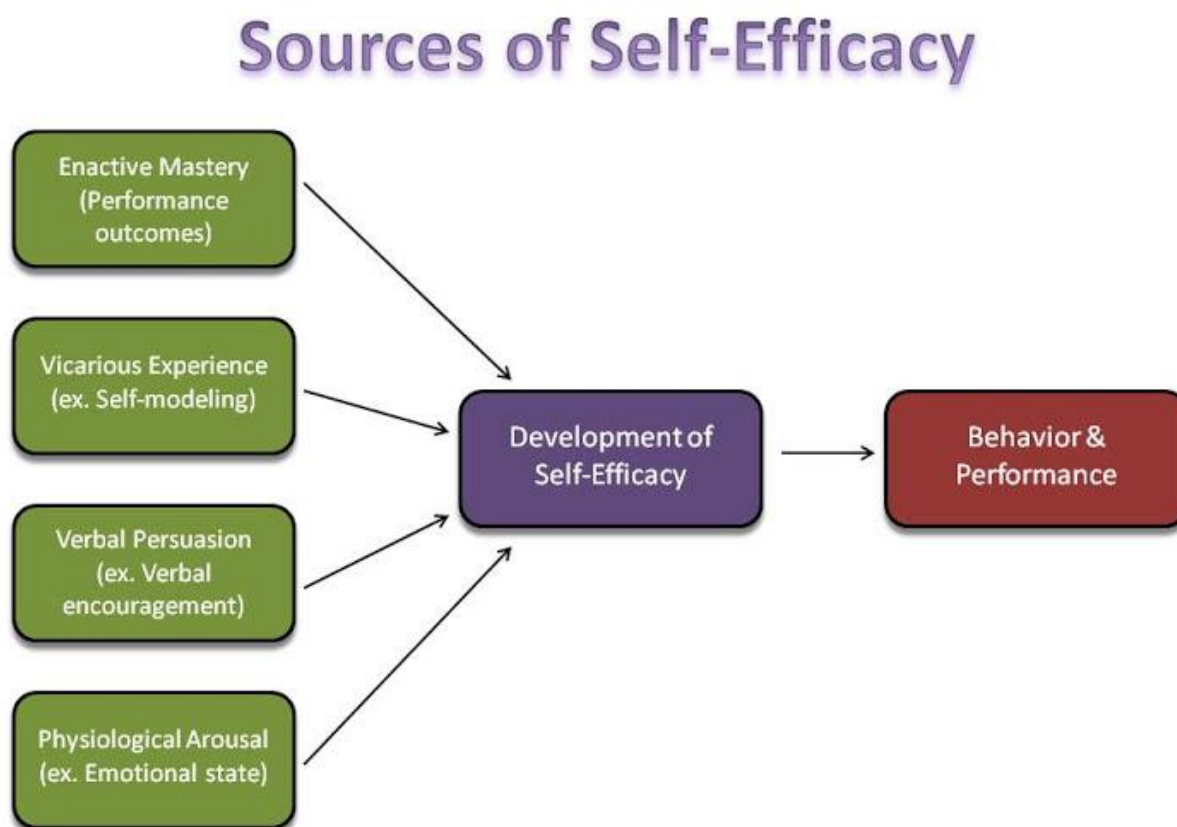 Sources of Self-Efficacy
Enactive Mastery
(Performance
outcomes)
Vicarious Experience
(ex. Self-modeling)
Verbal Persuasion
(ex. Verbal
encouragement)
Physiological Arousal
(ex. Emotional state)
Development of
Self-Efficacy
Behavior &
Performance